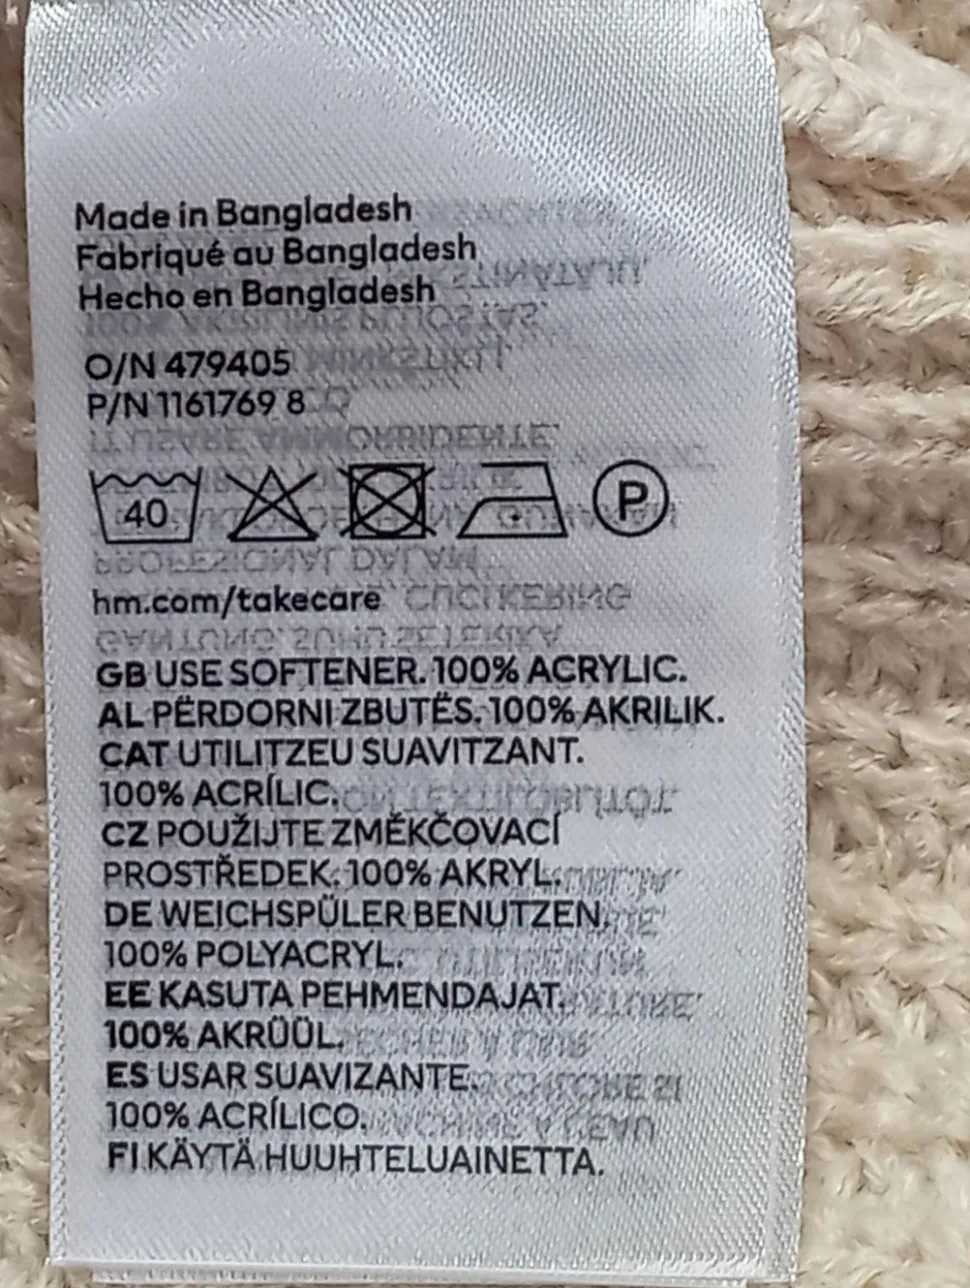 Made in Bangladesh
Fabriqué au Bangladesh
Hecho en Bangladesh
O/N 479405
P/N 1161769 8
40 P
hm.com/takecare
GB USE SOFTENER. 100% ACRYLIC.
AL PËRDORNI ZBUTËS. 100% AKRILIK.
CAT UTILITZEU SUAVITZANT.
100% ACRÍLIC.
CZ POUŽIJTE ZMĚKČOVACÍ
PROSTŘEDEK. 100% AKRYL.
DE WEICHSPÜLER BENUTZEN.
100% POLYACRYL.
EE KASUTA PEHMENDAJAT.
100% AKRÜÜL.
ES USAR SUAVIZANTE.
100% ACRÍLICO.
FI KÄYTÄ HUUHTELUAINETTA.